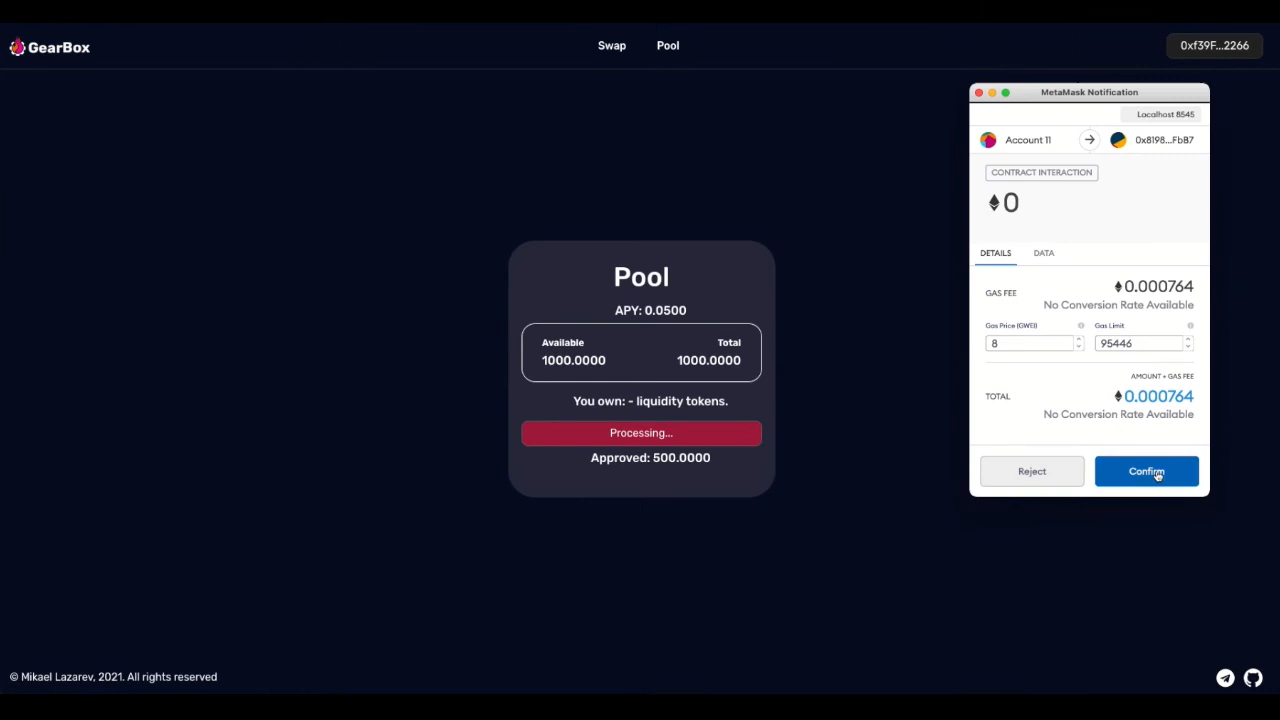 GearBox
Swap Pool
0xf39F...2266
MetaMask Notification
Localhost 8545
Account 11
0x8198...FbB7
CONTRACT INTERACTION
0
DETAILS DATA
GAS FEE
0.000764
No Conversion Rate Available
Gas Price (GWEI) Gas Limit
8 95446
AMOUNT + GAS FEE
TOTAL
0.000764
No Conversion Rate Available
Reject Confirm
Pool
APY: 0.0500
Available Total
1000.0000 1000.0000
You own: - liquidity tokens.
Processing...
Approved: 500.0000
© Mikael Lazarev, 2021. All rights reserved